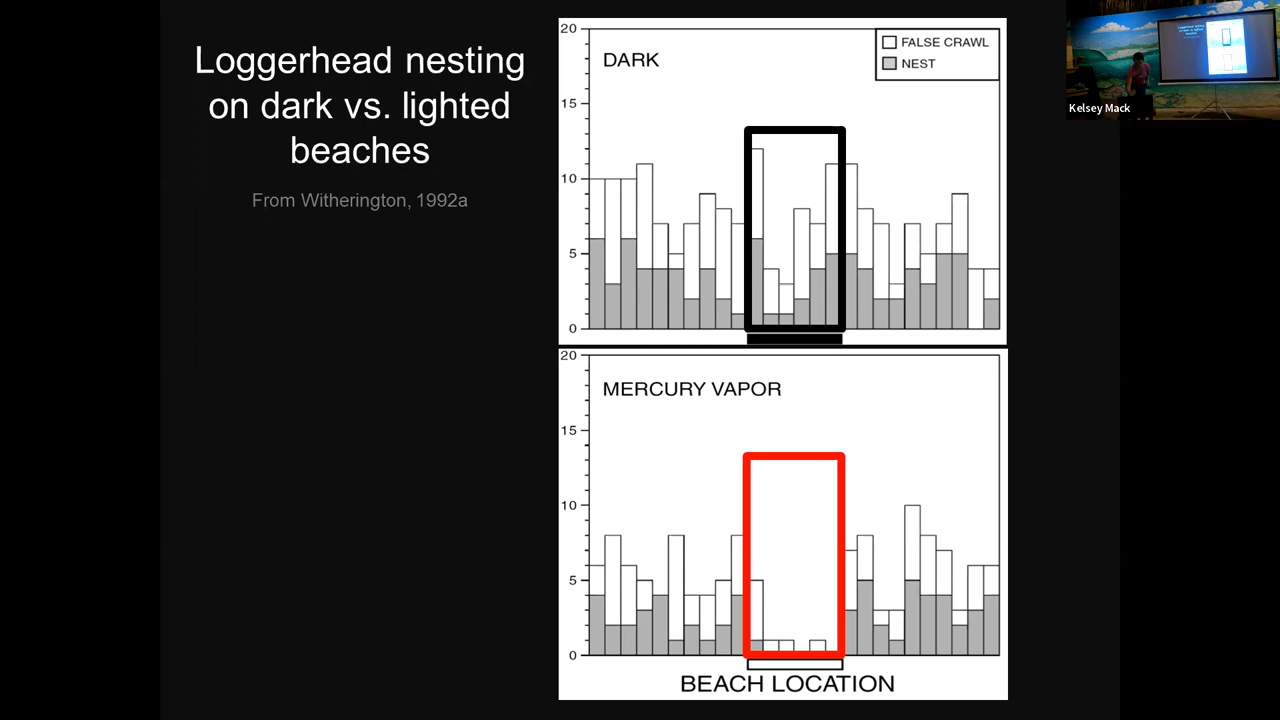 Loggerhead nesting
on dark vs. lighted
beaches
From Witherington, 1992a
20
15
10
5
0
DARK
FALSE CRAWL
NEST
20
15
10
5
0
MERCURY VAPOR
BEACH LOCATION
Kelsey Mack